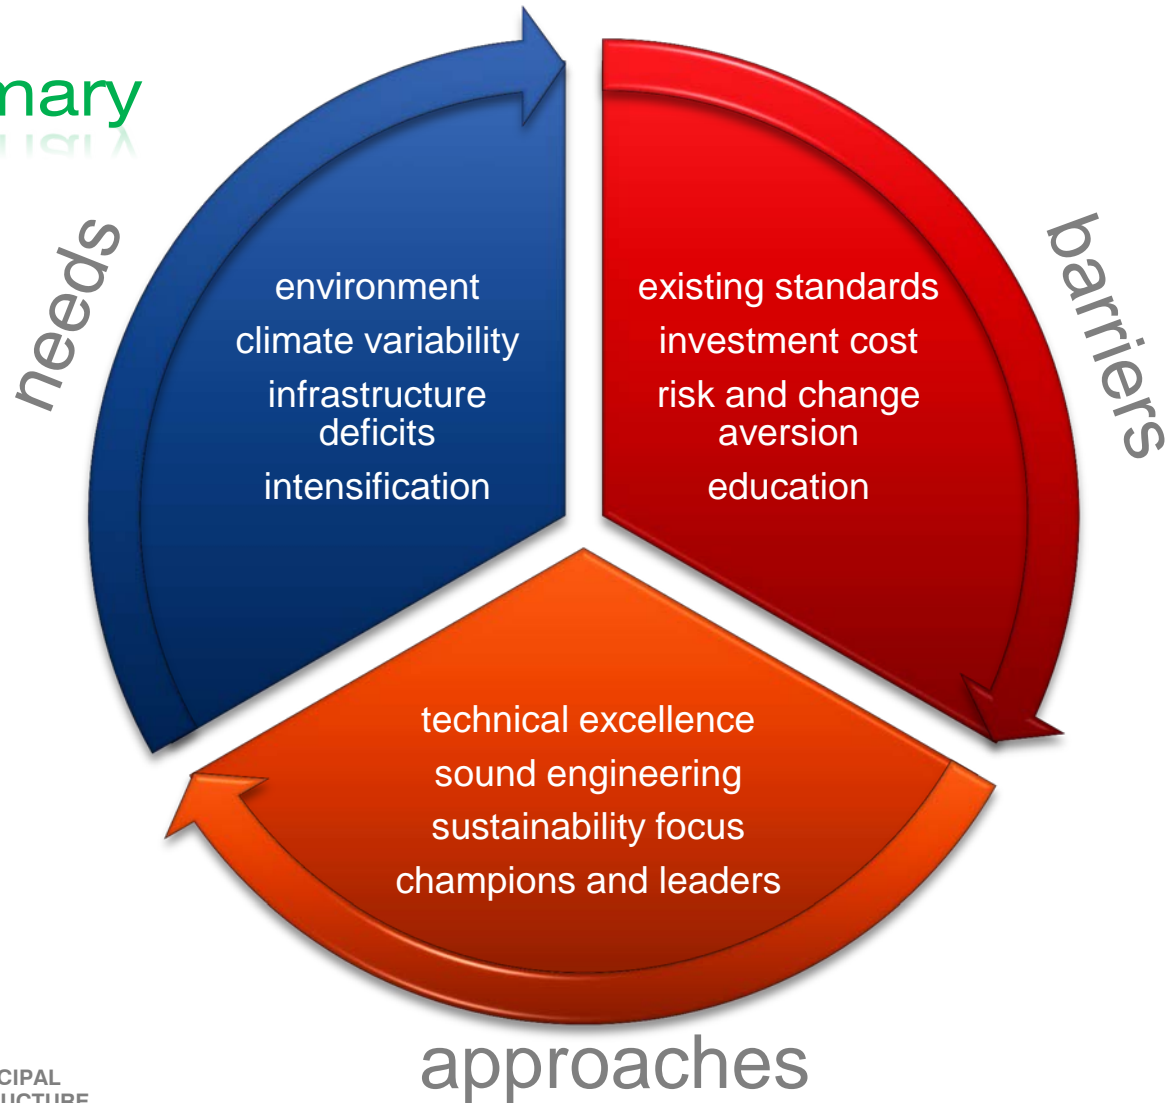 mary
needs
environment
climate variability
infrastructure
deficits
intensification
barriers
existing standards
investment cost
risk and change
aversion
education
technical excellence
sound engineering
sustainability focus
champions and leaders
approaches
CIPAL
UCTURE